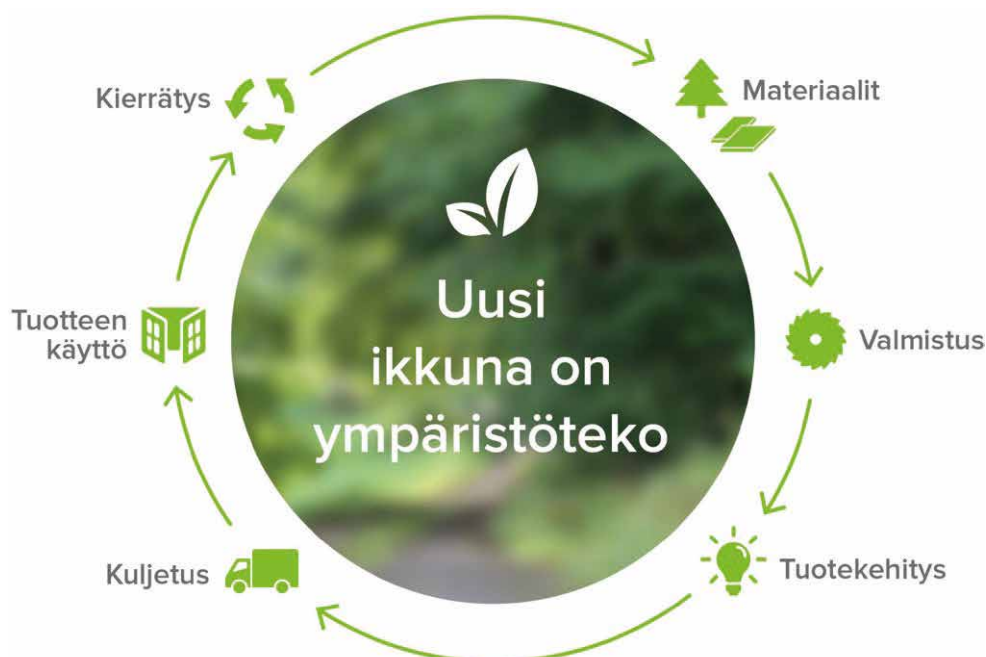 Kierrätys
Materiaalit
Uusi
ikkuna on
ympäristöteko
Tuotteen
käyttö
Valmistus
Kuljetus
Tuotekehitys